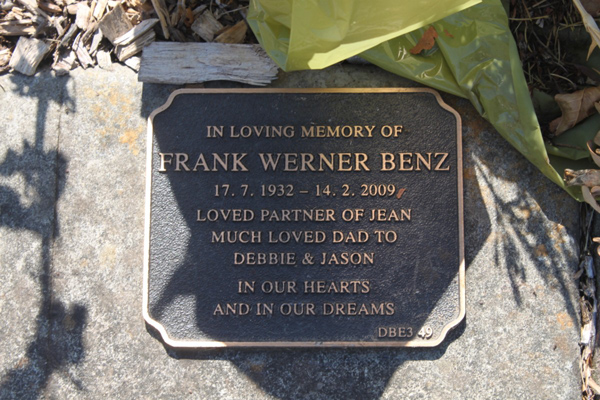 IN LOVING MEMORY OF
FRANK WERNER BENZ
17. 7. 1932 – 14. 2. 2009
LOVED PARTNER OF JEAN
MUCH LOVED DAD TO
DEBBIE & JASON
IN OUR HEARTS
AND IN OUR DREAMS
DBE3 49